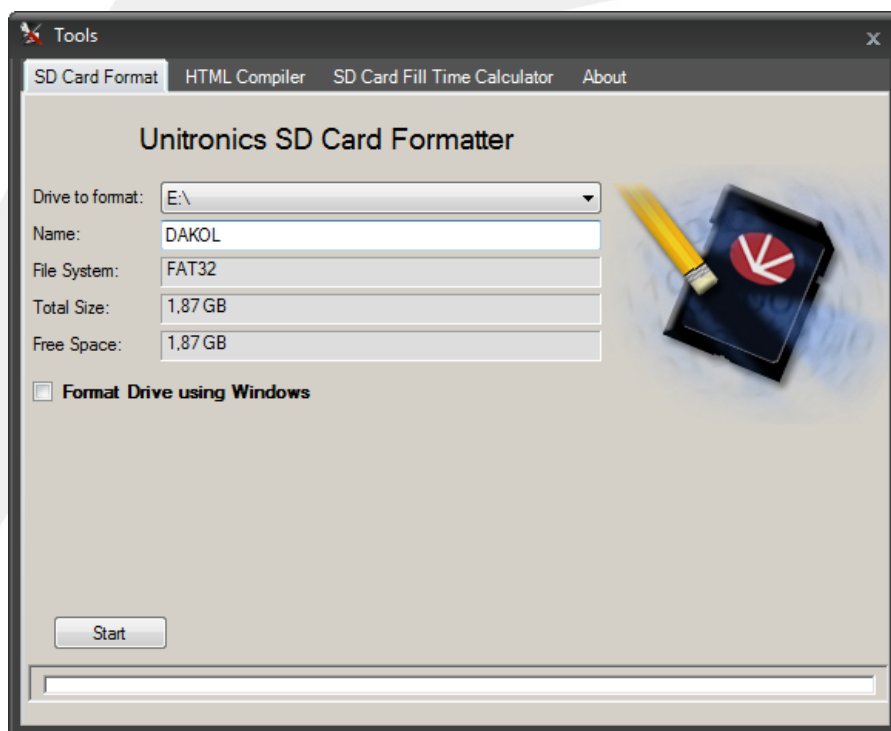 Tools
x
SD Card Format HTML Compiler SD Card Fill Time Calculator About
Unitronics SD Card Formatter
Drive to format: E:\
Name: DAKOL
File System: FAT32
Total Size: 1,87 GB
Free Space: 1,87 GB
Format Drive using Windows
Start